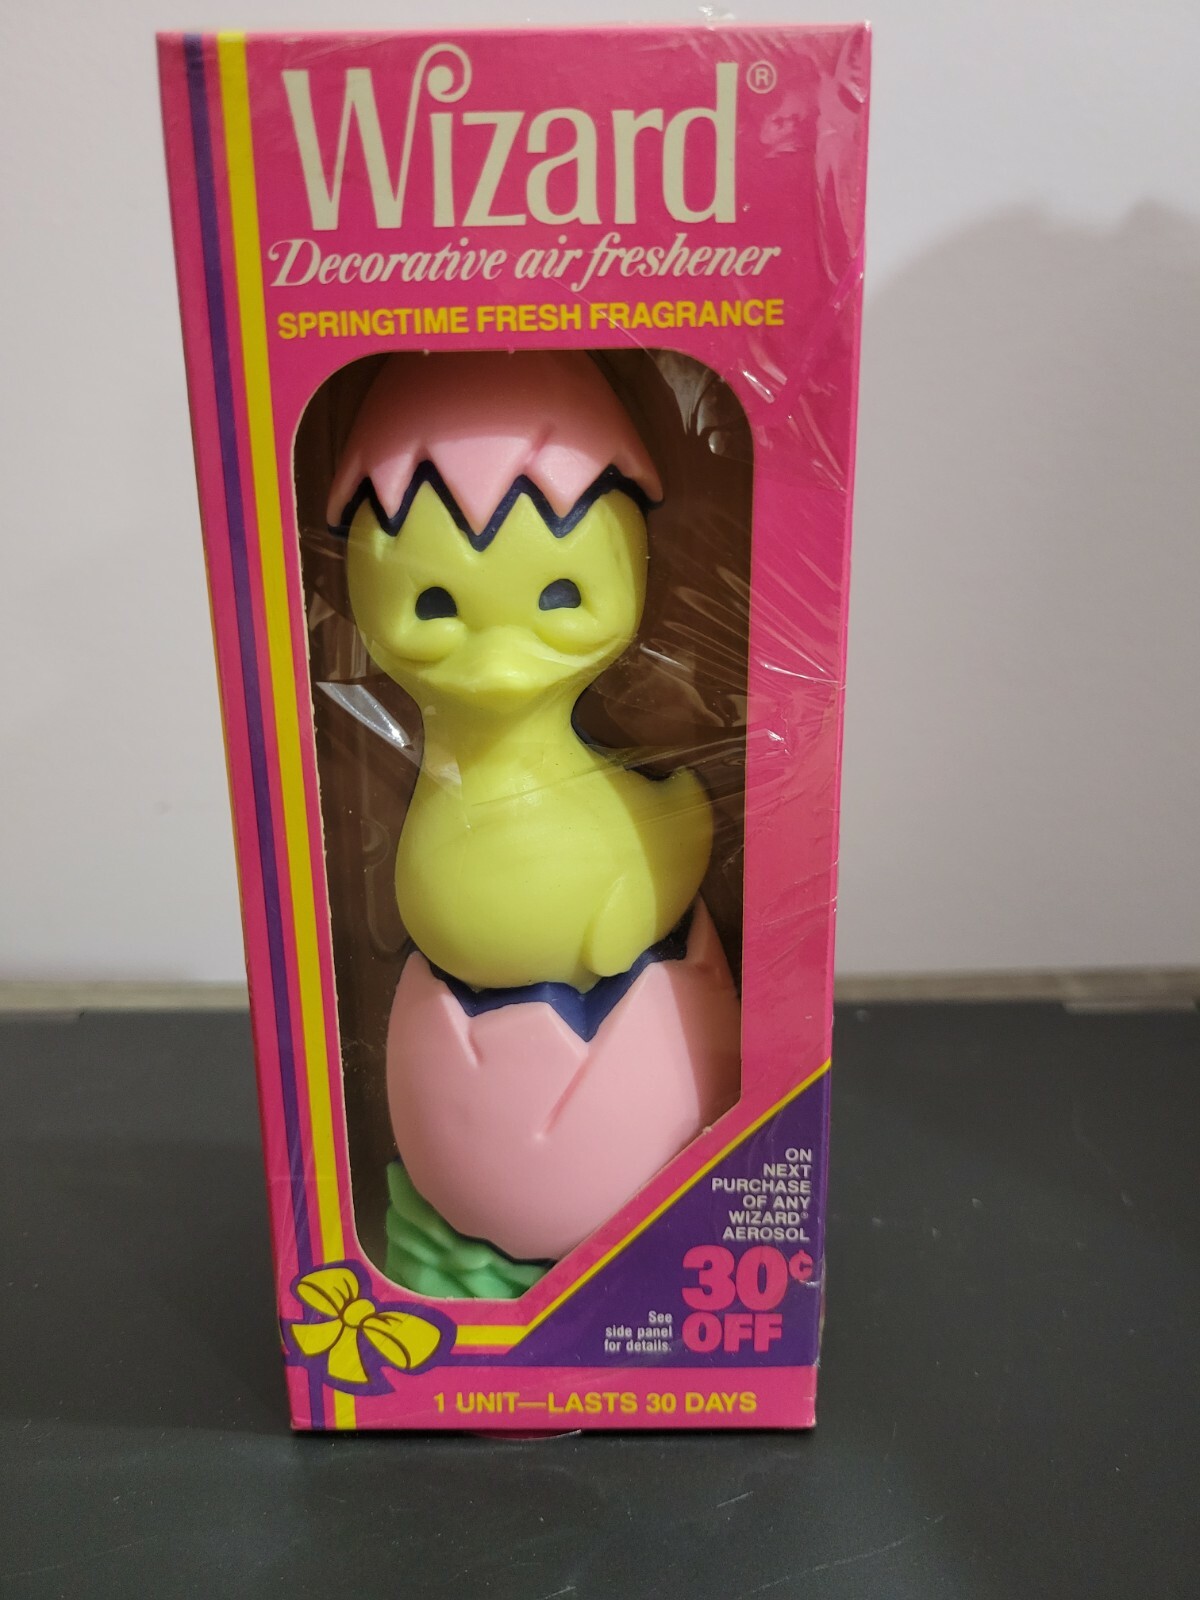 Wizard®
Decorative air freshener
SPRINGTIME FRESH FRAGRANCE
ON
NEXT
PURCHASE
OF ANY
WIZARD®
AEROSOL
30¢
OFF
See
side panel
for details.
1 UNIT—LASTS 30 DAYS